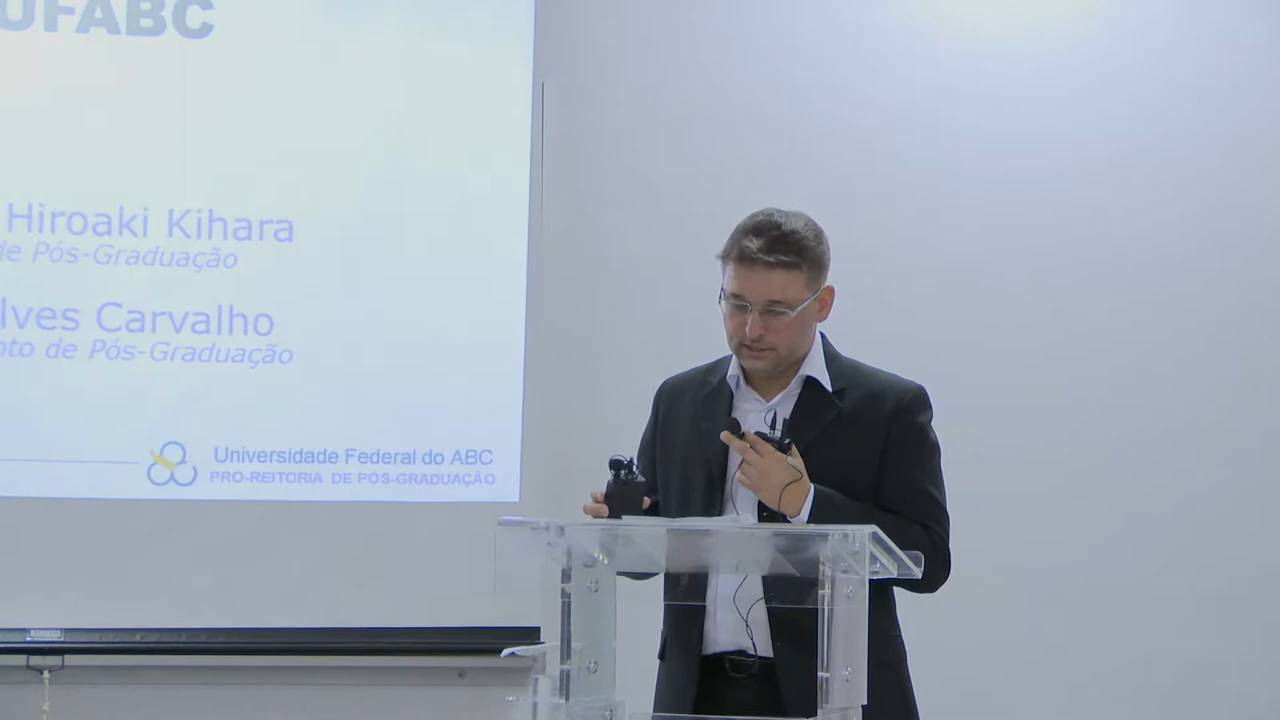 UFABC
Hiroaki Kihara
de Pós-Graduação
lves Carvalho
nto de Pós-Graduação
Universidade Federal do ABC
PRÓ-REITORIA DE PÓS-GRADUAÇÃO